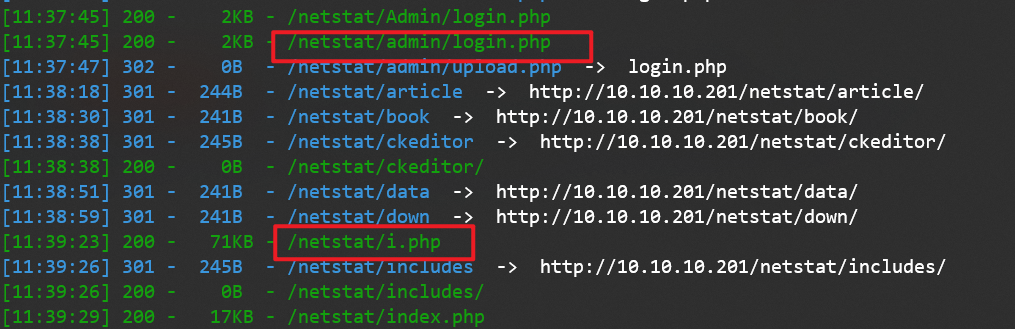 [11:37:45] 200 -    2KB - /netstat/Admin/login.php
[11:37:45] 200 -    2KB - /netstat/admin/login.php
[11:37:47] 302 -    0B  - /netstat/admin/upload.php  ->  login.php
[11:38:18] 301 -  244B  - /netstat/article  ->  http://10.10.10.201/netstat/article/
[11:38:30] 301 -  241B  - /netstat/book  ->  http://10.10.10.201/netstat/book/
[11:38:38] 301 -  245B  - /netstat/ckeditor  ->  http://10.10.10.201/netstat/ckeditor/
[11:38:38] 200 -    0B  - /netstat/ckeditor/
[11:38:51] 301 -  241B  - /netstat/data  ->  http://10.10.10.201/netstat/data/
[11:38:59] 301 -  241B  - /netstat/down  ->  http://10.10.10.201/netstat/down/
[11:39:23] 200 -   71KB - /netstat/i.php
[11:39:26] 301 -  245B  - /netstat/includes  ->  http://10.10.10.201/netstat/includes/
[11:39:26] 200 -    0B  - /netstat/includes/
[11:39:29] 200 -   17KB - /netstat/index.php